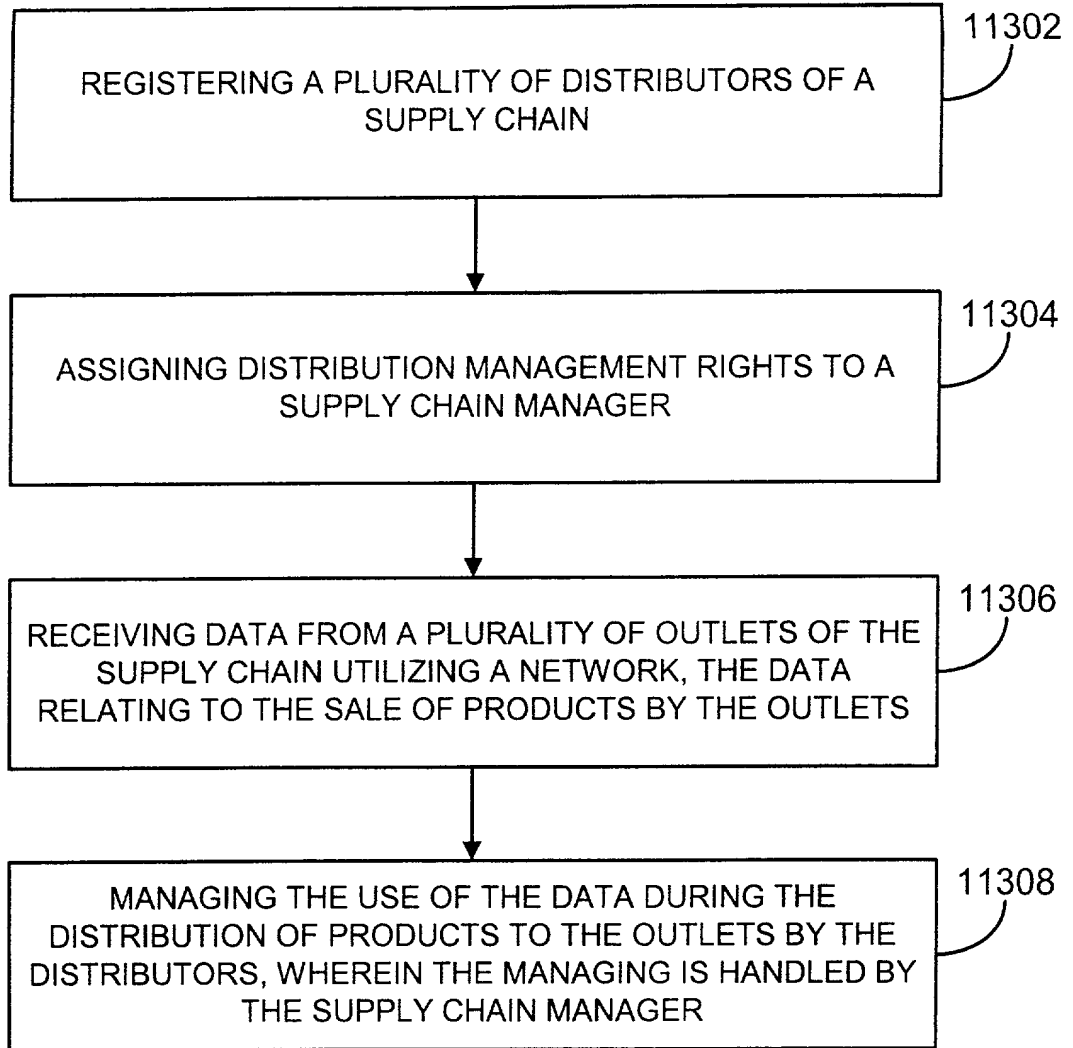 11302
REGISTERING A PLURALITY OF DISTRIBUTORS OF A
SUPPLY CHAIN
11304
ASSIGNING DISTRIBUTION MANAGEMENT RIGHTS TO A
SUPPLY CHAIN MANAGER
11306
RECEIVING DATA FROM A PLURALITY OF OUTLETS OF THE
SUPPLY CHAIN UTILIZING A NETWORK, THE DATA
RELATING TO THE SALE OF PRODUCTS BY THE OUTLETS
11308
MANAGING THE USE OF THE DATA DURING THE
DISTRIBUTION OF PRODUCTS TO THE OUTLETS BY THE
DISTRIBUTORS, WHEREIN THE MANAGING IS HANDLED BY
THE SUPPLY CHAIN MANAGER